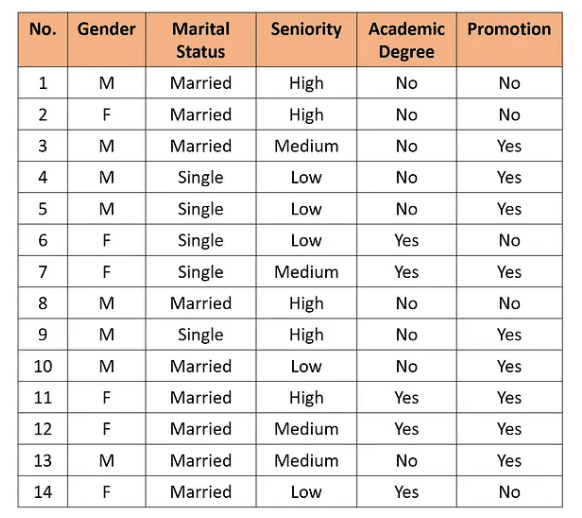 No. Gender Marital Status Seniority Academic Degree Promotion
1 M Married High No No
2 F Married High No No
3 M Married Medium No Yes
4 M Single Low No Yes
5 M Single Low No Yes
6 F Single Low Yes No
7 F Single Medium Yes Yes
8 M Married High No No
9 M Single High No Yes
10 M Married Low No Yes
11 F Married High Yes Yes
12 F Married Medium Yes Yes
13 M Married Medium No Yes
14 F Married Low Yes No